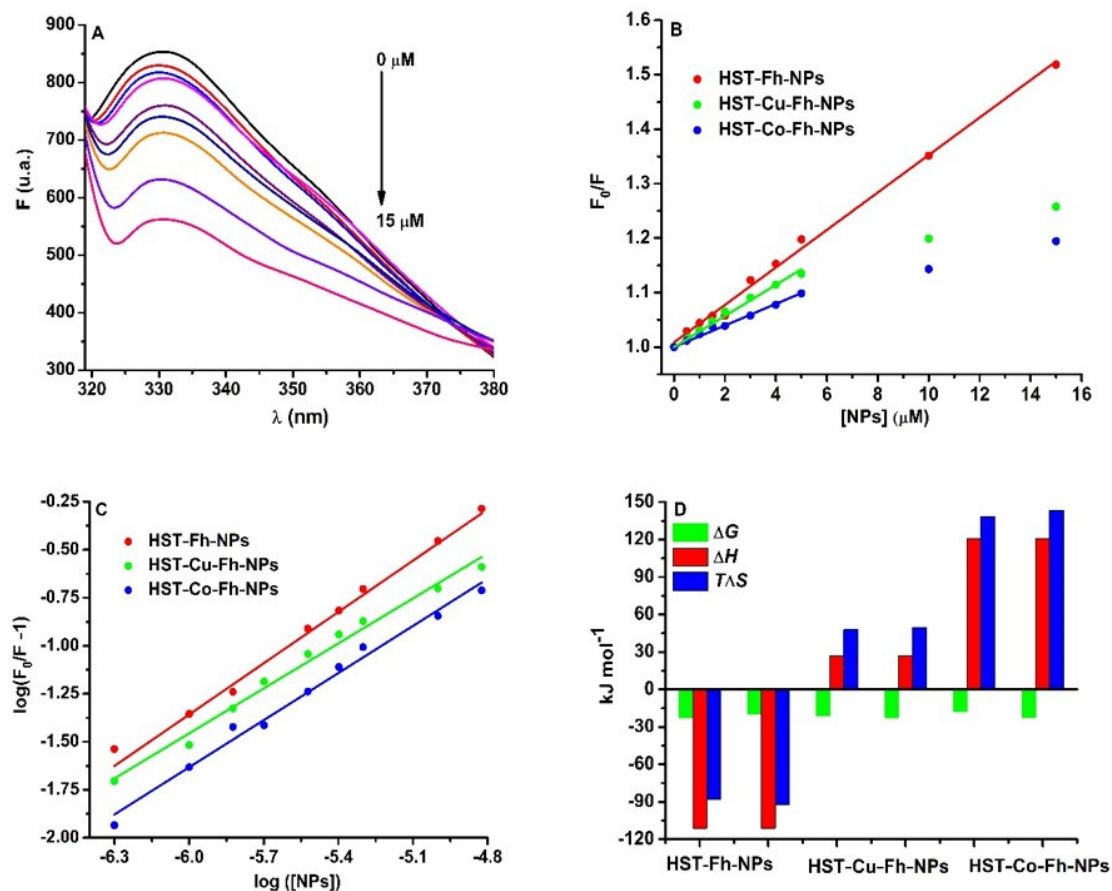 A
0 μM
15 μM
F (u.a.)
900
800
700
600
500
400
300
320 330 340 350 360 370 380
λ (nm)
B
HST-Fh-NPs
HST-Cu-Fh-NPs
HST-Co-Fh-NPs
F₀/F
1.6
1.5
1.4
1.3
1.2
1.1
1.0
0 2 4 6 8 10 12 14 16
[NPs] (μM)
C
HST-Fh-NPs
HST-Cu-Fh-NPs
HST-Co-Fh-NPs
log(F₀/F -1)
-0.25
-0.50
-0.75
-1.00
-1.25
-1.50
-1.75
-2.00
-6.3 -6.0 -5.7 -5.4 -5.1 -4.8
log ([NPs])
D
ΔG
ΔH
TΔS
kJ mol⁻¹
150
120
90
60
30
0
-30
-60
-90
-120
HST-Fh-NPs HST-Cu-Fh-NPs HST-Co-Fh-NPs